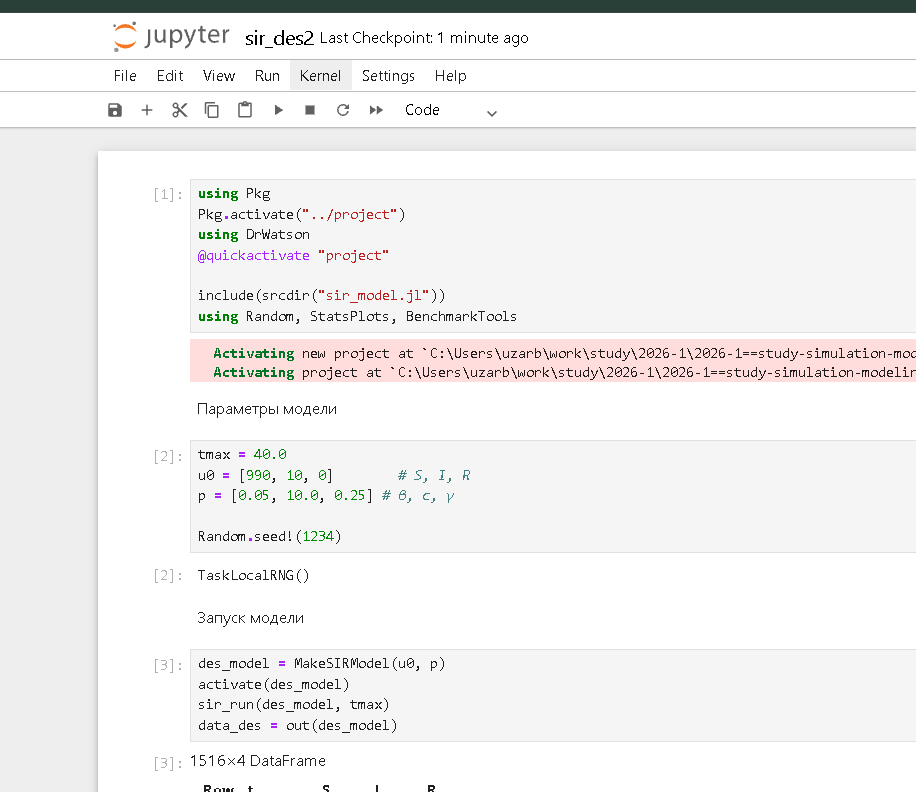 jupyter sir_des2 Last Checkpoint: 1 minute ago
File Edit View Run Kernel Settings Help
Code
[1]: using Pkg
Pkg.activate("../project")
using DrWatson
@quickactivate "project"
include(srcdir("sir_model.jl"))
using Random, StatsPlots, BenchmarkTools
Activating new project at `C:\Users\uzarb\work\study\2026-1\2026-1==study-simulation-mod
Activating project at `C:\Users\uzarb\work\study\2026-1\2026-1==study-simulation-modelin
Параметры модели
[2]: tmax = 40.0
u0 = [990, 10, 0] # S, I, R
p = [0.05, 10.0, 0.25] # β, c, γ
Random.seed!(1234)
[2]: TaskLocalRNG()
Запуск модели
[3]: des_model = MakeSIRModel(u0, p)
activate(des_model)
sir_run(des_model, tmax)
data_des = out(des_model)
[3]: 1516×4 DataFrame
Row t S I R